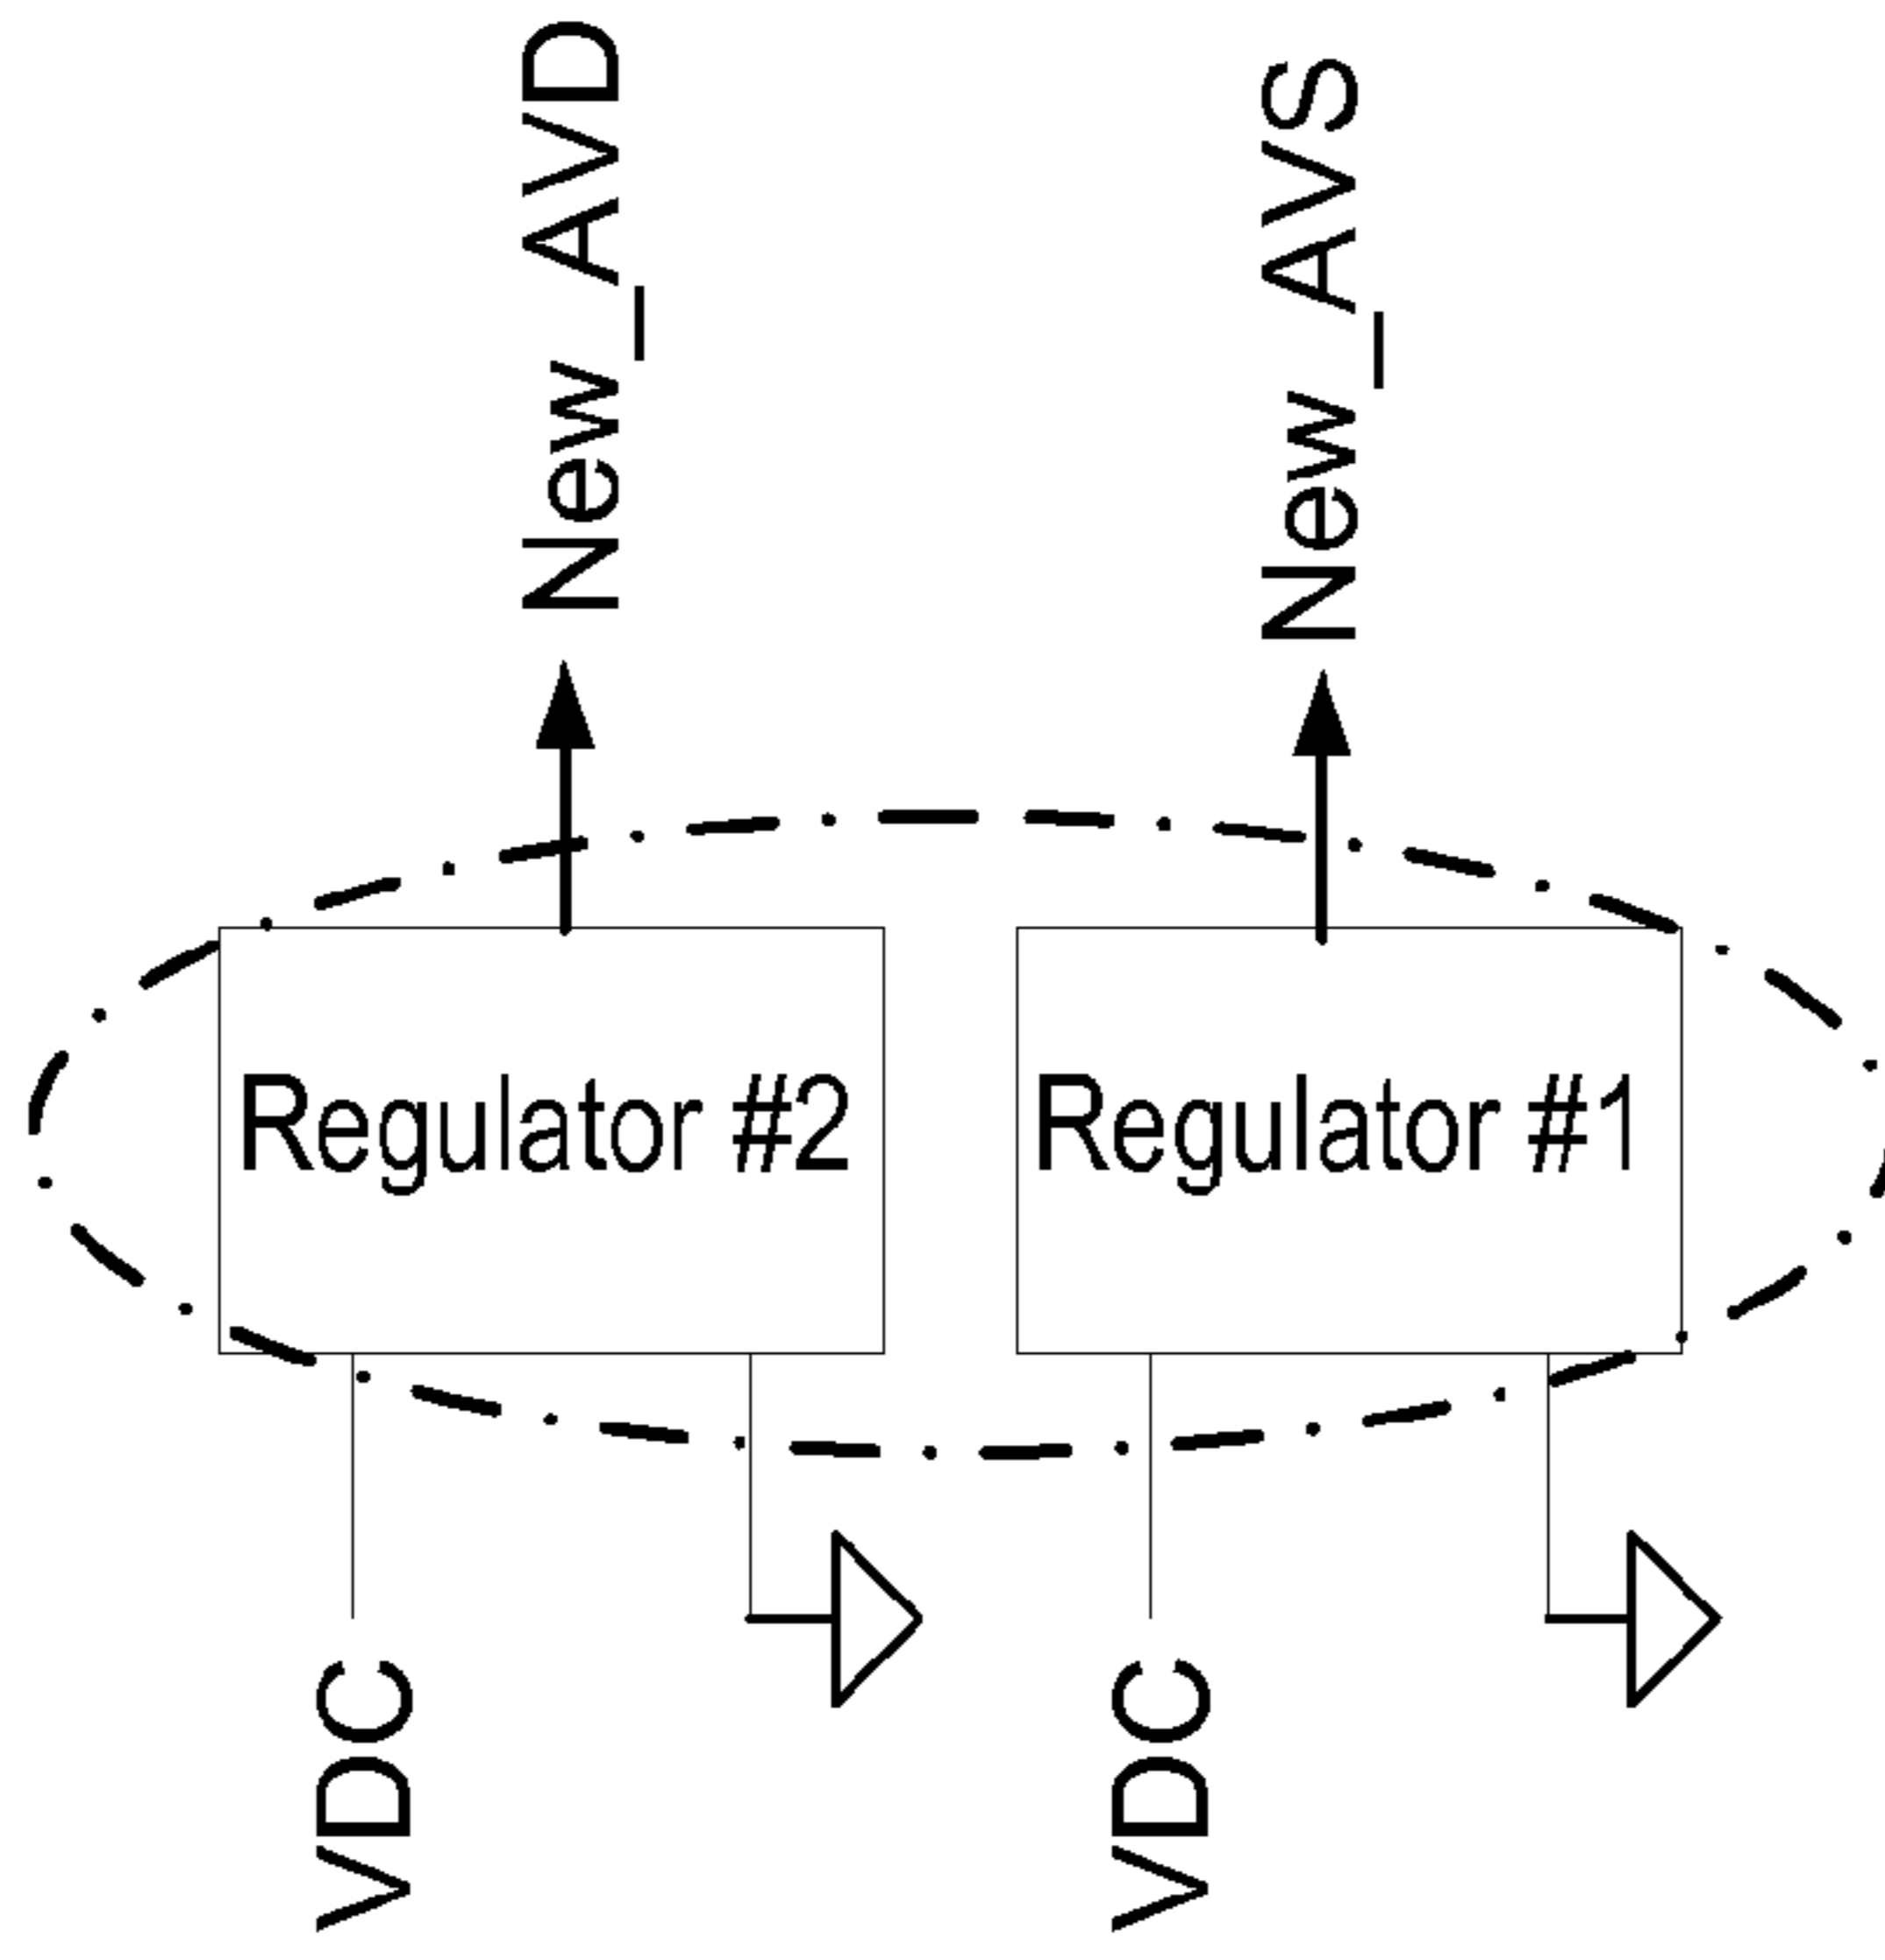 New_AVD
New_AVS
Regulator #2
Regulator #1
VDC
VDC